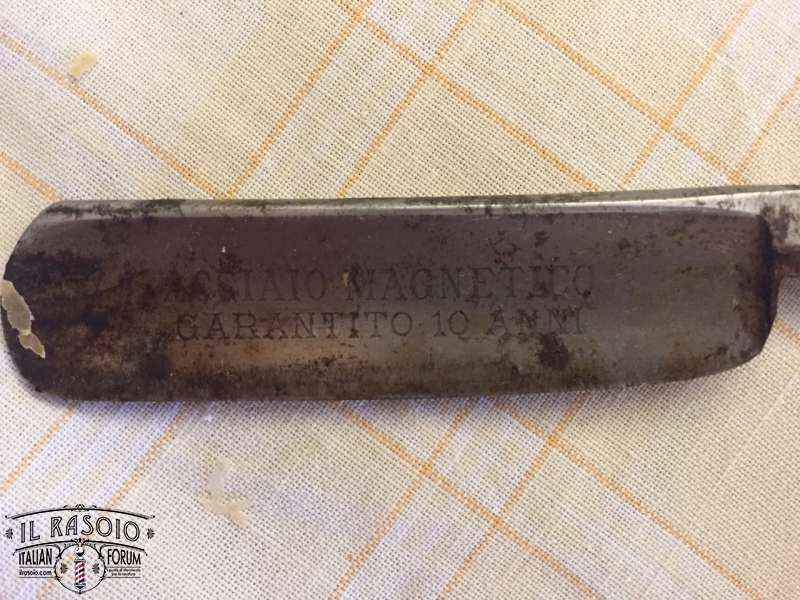 ACCIAIO MAGNETICO
GARANTITO 10 ANNI
IL RASOIO
ITALIAN FORUM
ilrasoio.com